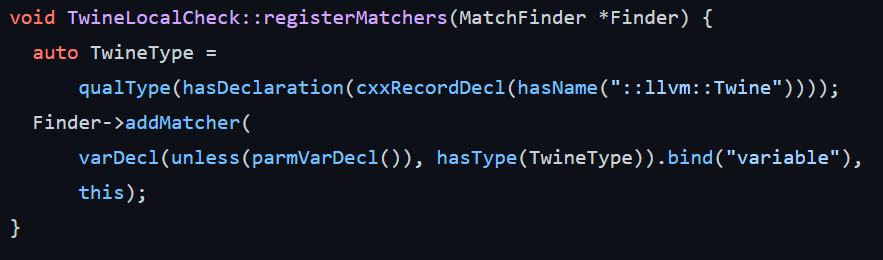 void TwineLocalCheck::registerMatchers(MatchFinder *Finder) {
  auto TwineType =
      qualType(hasDeclaration(cxxRecordDecl(hasName("::llvm::Twine"))));
  Finder->addMatcher(
      varDecl(unless(parmVarDecl()), hasType(TwineType)).bind("variable"),
      this);
}